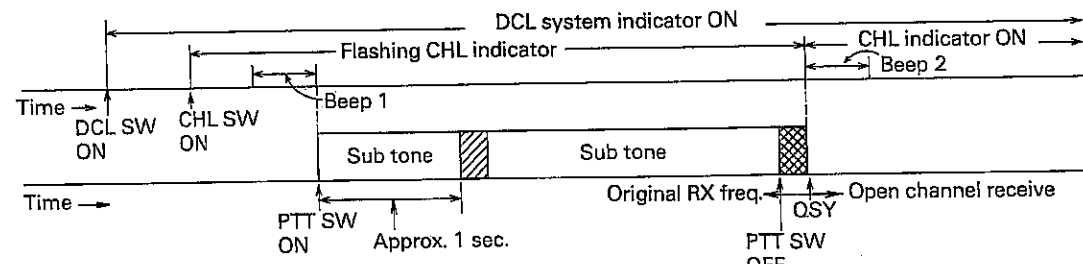 DCL system indicator ON
Flashing CHL indicator
CHL indicator ON
Beep 2
Beep 1
Time
DCL SW
ON
CHL SW
ON
Sub tone
Sub tone
Original RX freq.
Open channel receive
QSY
Time
PTT SW
ON
Approx. 1 sec.
PTT SW
OFF